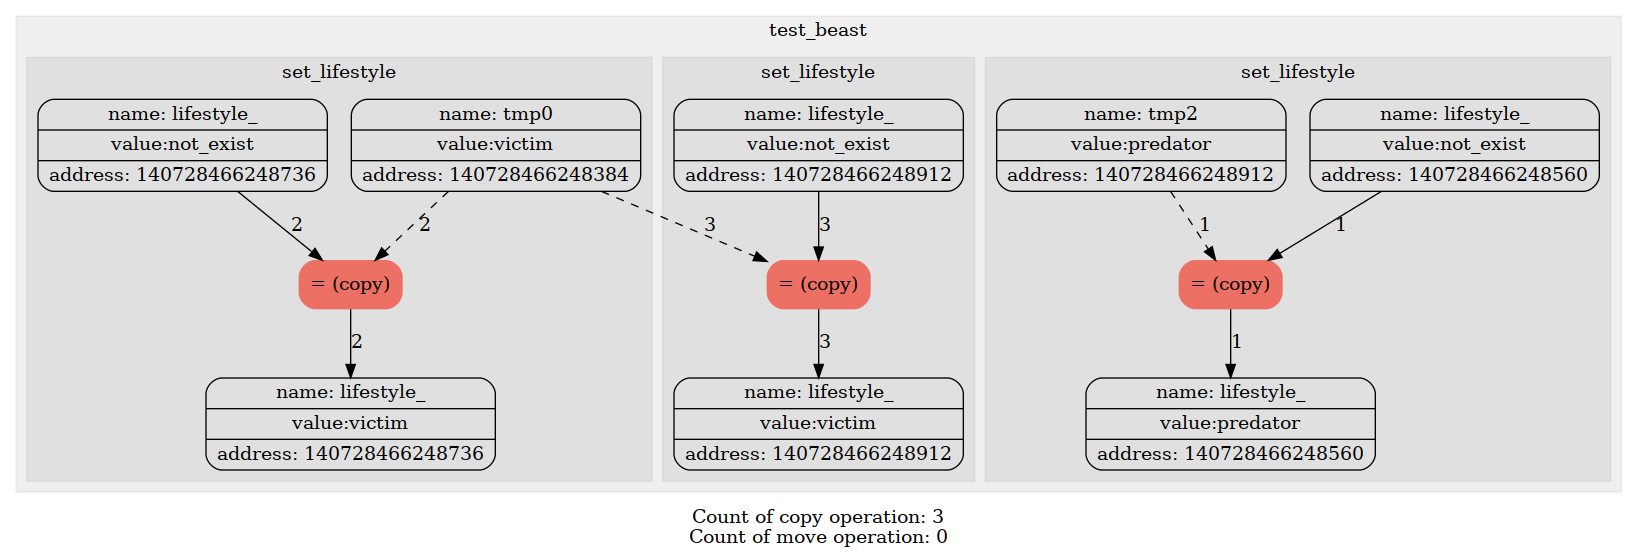 test_beast
set_lifestyle
set_lifestyle
set_lifestyle
name: lifestyle_
value:not_exist
address: 140728466248736
name: tmp0
value:victim
address: 140728466248384
name: lifestyle_
value:not_exist
address: 140728466248912
name: tmp2
value:predator
address: 140728466248912
name: lifestyle_
value:not_exist
address: 140728466248560
2
2
3
3
1
1
= (copy)
= (copy)
= (copy)
2
3
1
name: lifestyle_
value:victim
address: 140728466248736
name: lifestyle_
value:victim
address: 140728466248912
name: lifestyle_
value:predator
address: 140728466248560
Count of copy operation: 3
Count of move operation: 0